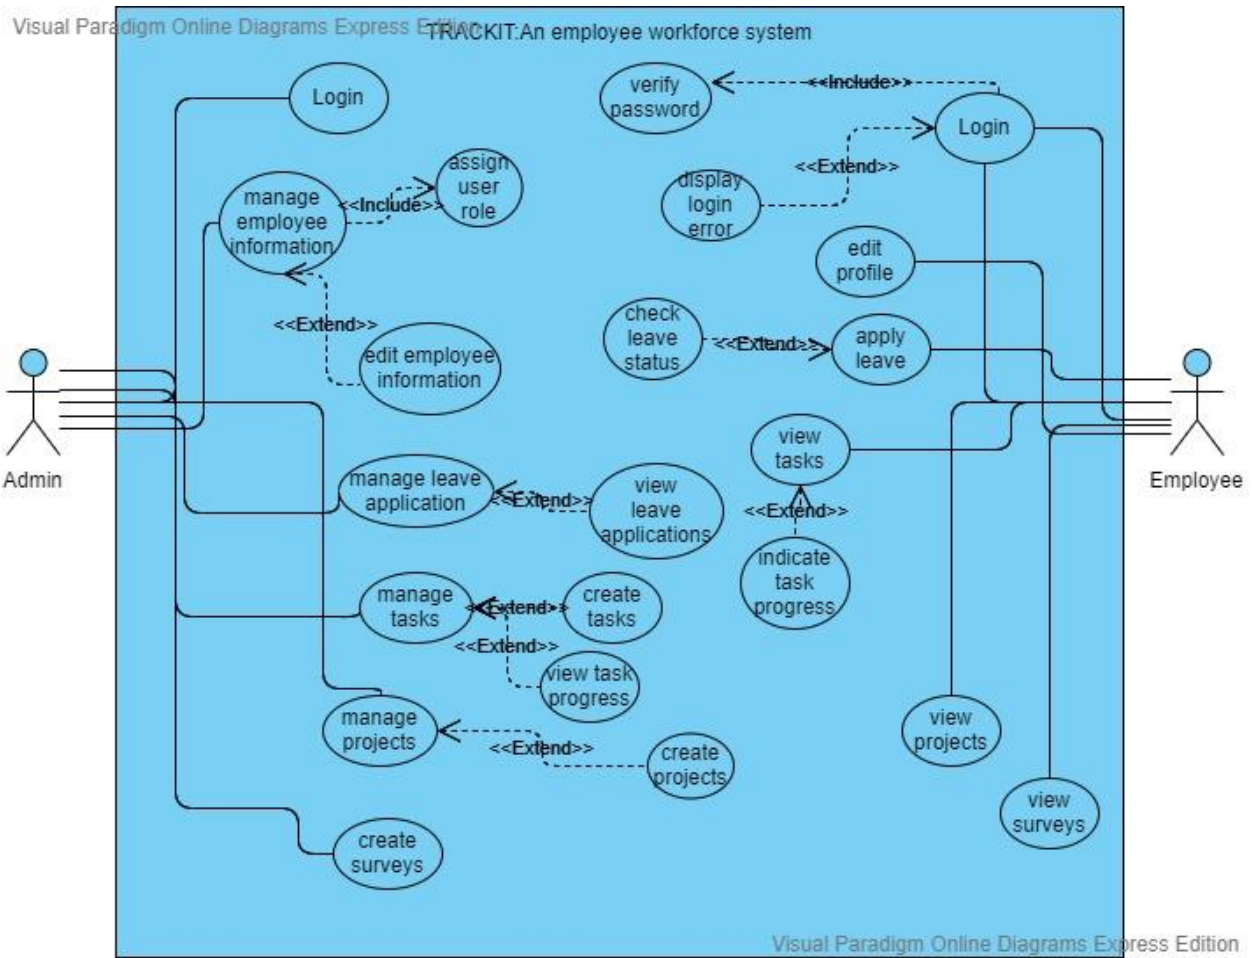 Visual Paradigm Online Diagrams Express Edition
TRACKIT:An employee workforce system
Login
verify
password
<<Include>>
Login
<<Extend>>
display
login
error
assign
user
role
<<Include>>
manage
employee
information
edit
profile
<<Extend>>
edit employee
information
check
leave
status
<<Extend>>
apply
leave
Admin
Employee
view
tasks
<<Extend>>
indicate
task
progress
manage leave
application
<<Extend>>
view
leave
applications
manage
tasks
<<Extend>>
create
tasks
<<Extend>>
view task
progress
manage
projects
<<Extend>>
create
projects
view
projects
view
surveys
create
surveys
Visual Paradigm Online Diagrams Express Edition